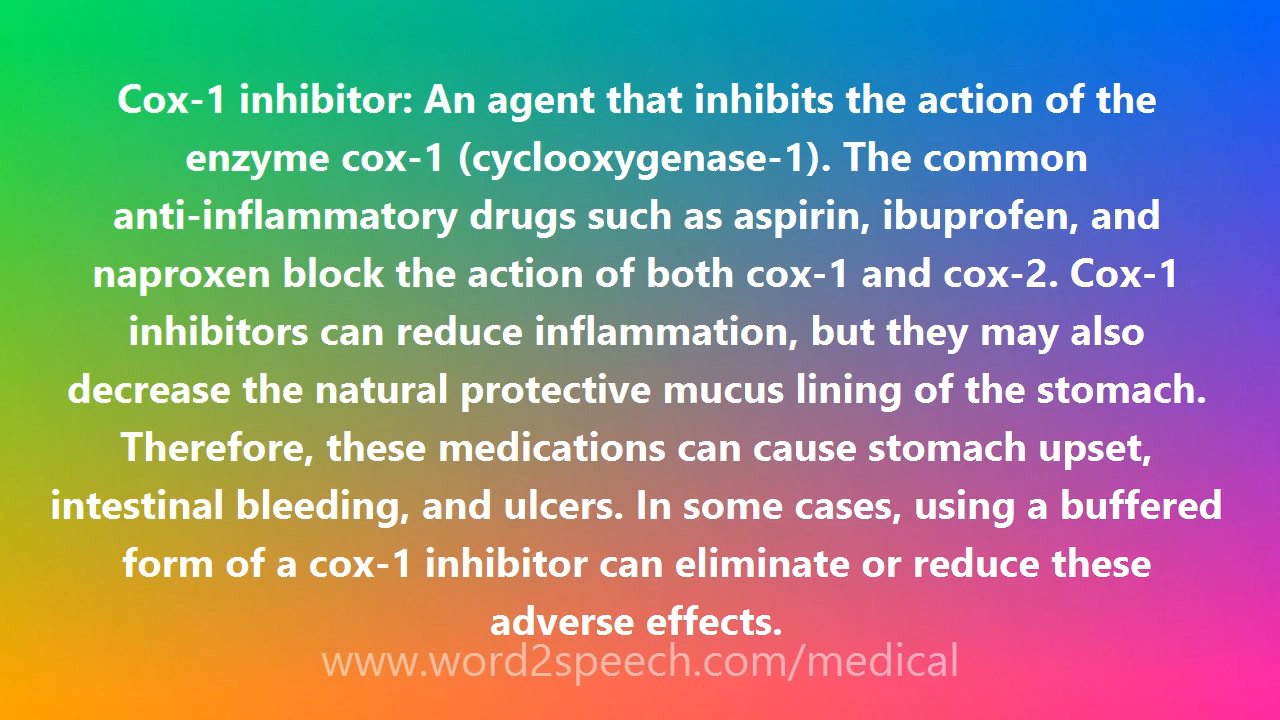 Cox-1 inhibitor: An agent that inhibits the action of the
enzyme cox-1 (cyclooxygenase-1). The common
anti-inflammatory drugs such as aspirin, ibuprofen, and
naproxen block the action of both cox-1 and cox-2. Cox-1
inhibitors can reduce inflammation, but they may also
decrease the natural protective mucus lining of the stomach.
Therefore, these medications can cause stomach upset,
intestinal bleeding, and ulcers. In some cases, using a buffered
form of a cox-1 inhibitor can eliminate or reduce these
adverse effects.
www.word2speech.com/medical